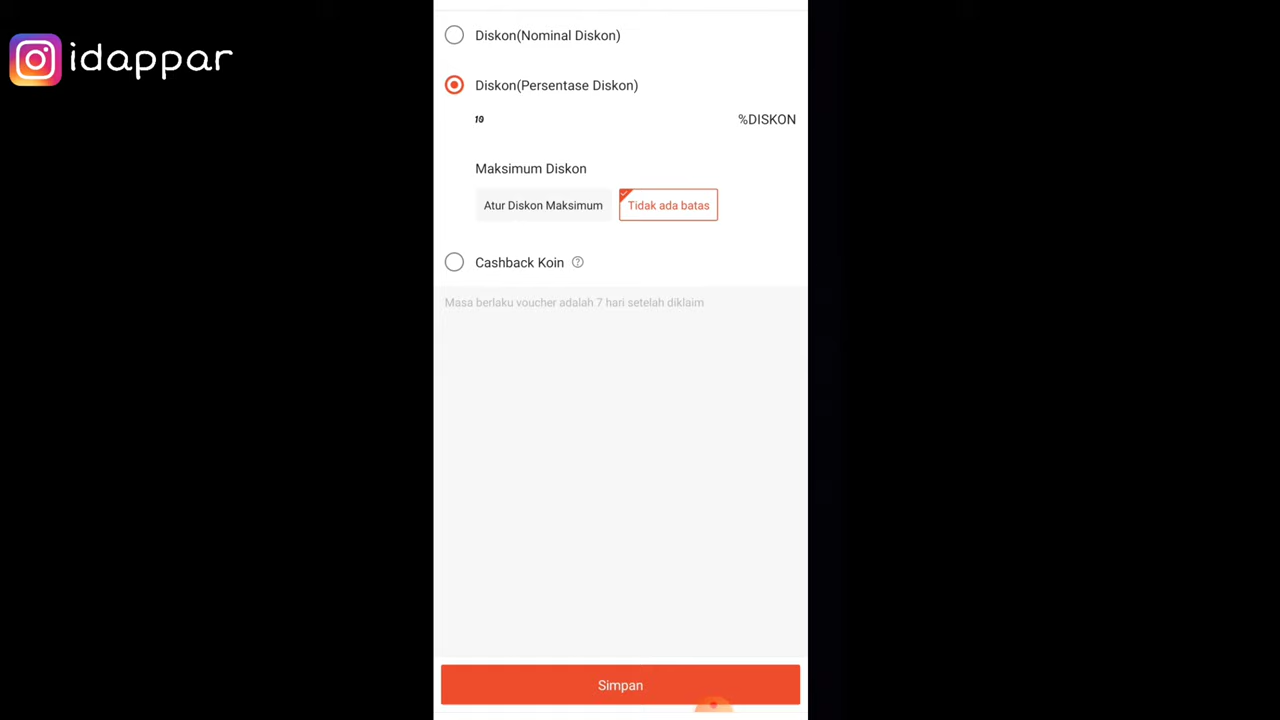 idappar
Diskon(Nominal Diskon)
Diskon(Persentase Diskon)
10 %DISKON
Maksimum Diskon
Atur Diskon Maksimum Tidak ada batas
Cashback Koin ?
Masa berlaku voucher adalah 7 hari setelah diklaim
Simpan